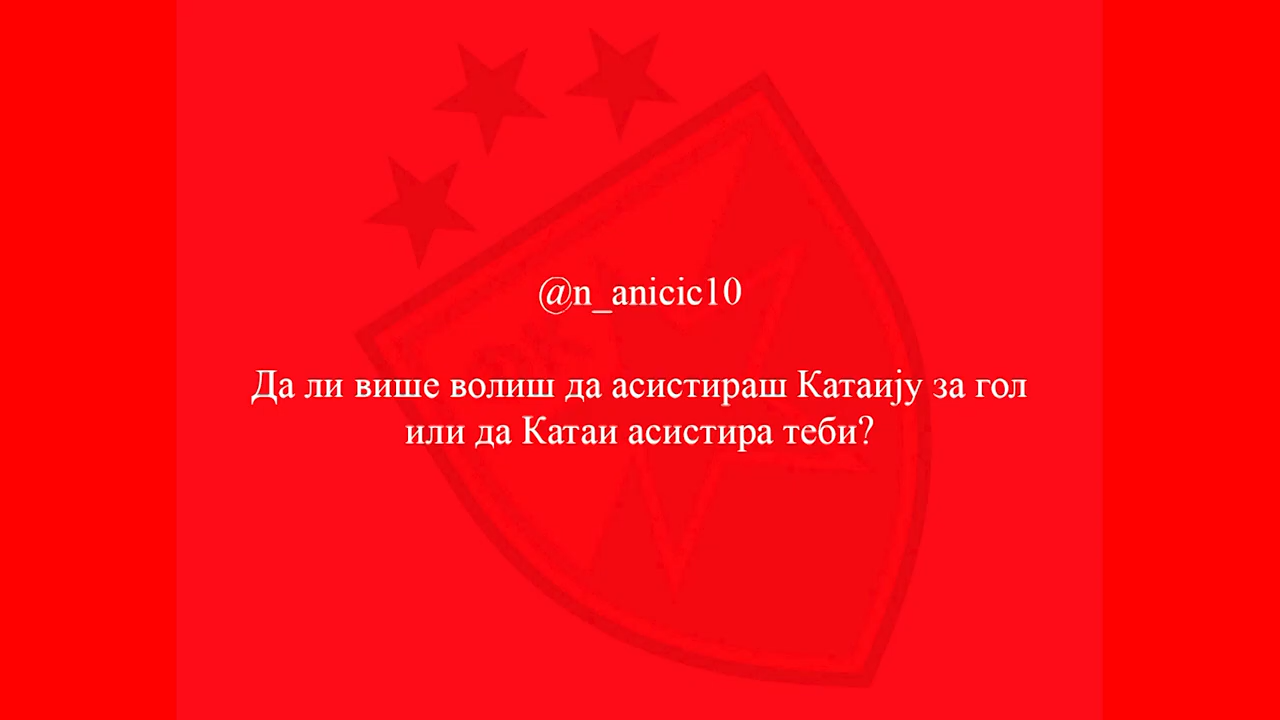 @n_anicic10
Да ли више волиш да асистираш Катаију за гол
или да Катаи асистира теби?